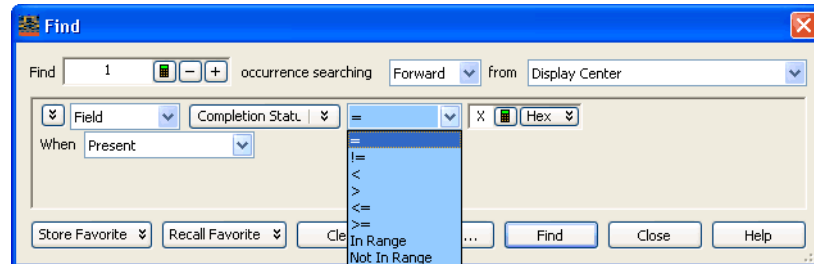 Find
Find 1 − + occurrence searching Forward from Display Center
Field Completion Statu = X Hex
When Present
=
!=
<
>
<=
>=
In Range
Not In Range
Store Favorite Recall Favorite Cle ... Find Close Help